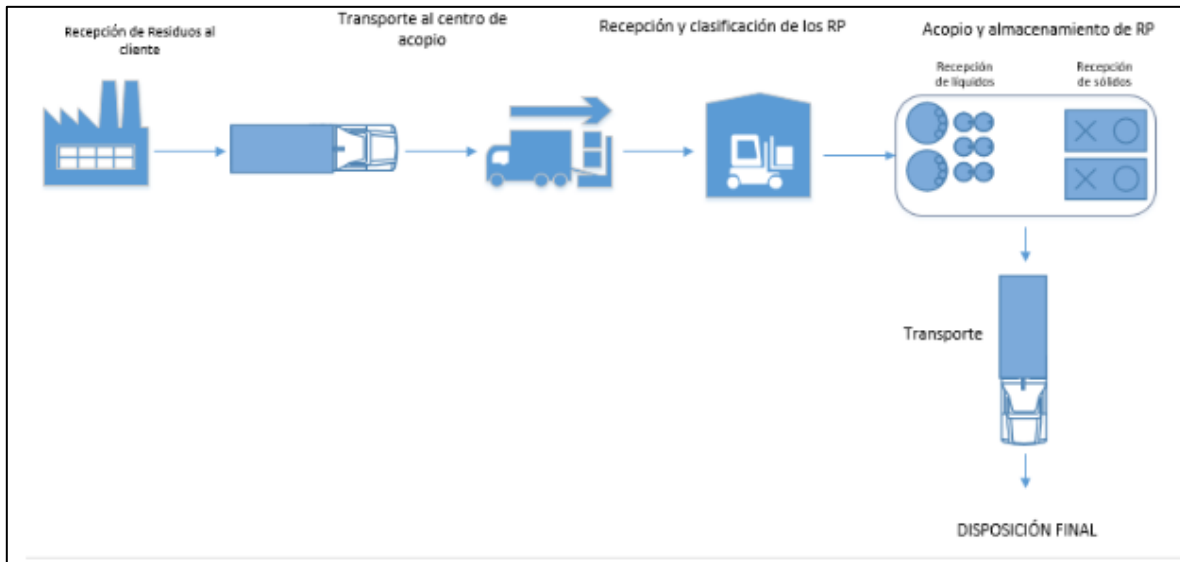 Recepción de Residuos al
cliente
Transporte al centro de
acopio
Recepción y clasificación de los RP
Acopio y almacenamiento de RP
Recepción
de líquidos
Recepción
de sólidos
Transporte
DISPOSICIÓN FINAL